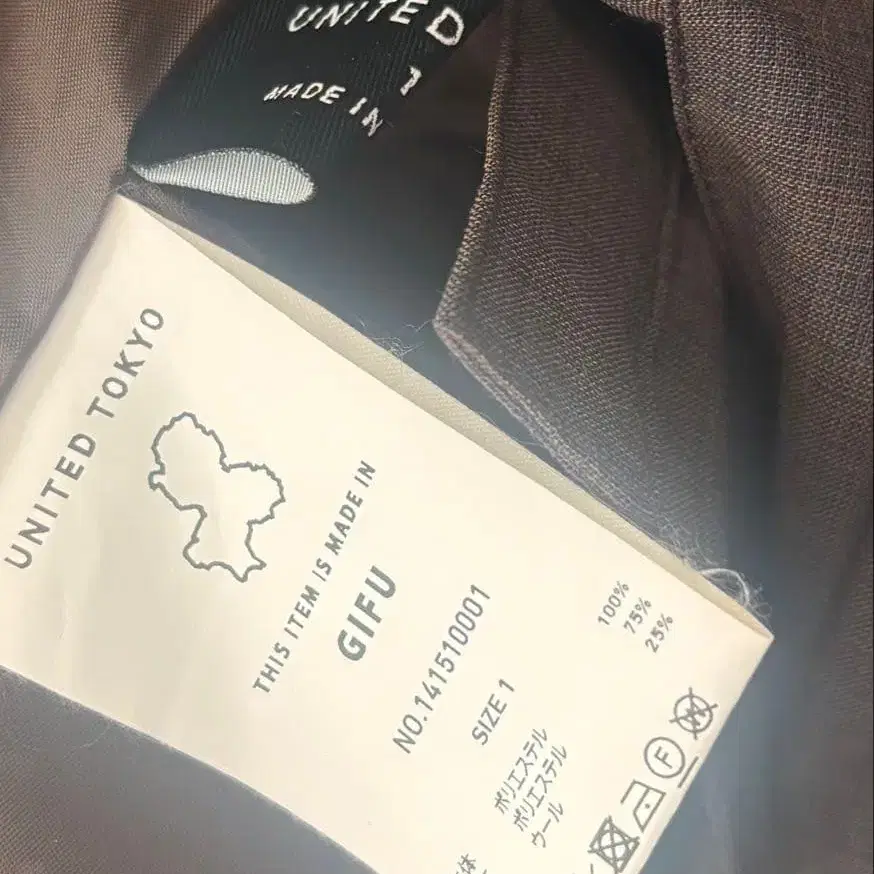 UNITED
1
MADE IN
UNITED TOKYO
THIS ITEM IS MADE IN
GIFU
NO.141510001
SIZE 1
ポリエステル 100%
ポリエステル 75%
ウール 25%
F
W